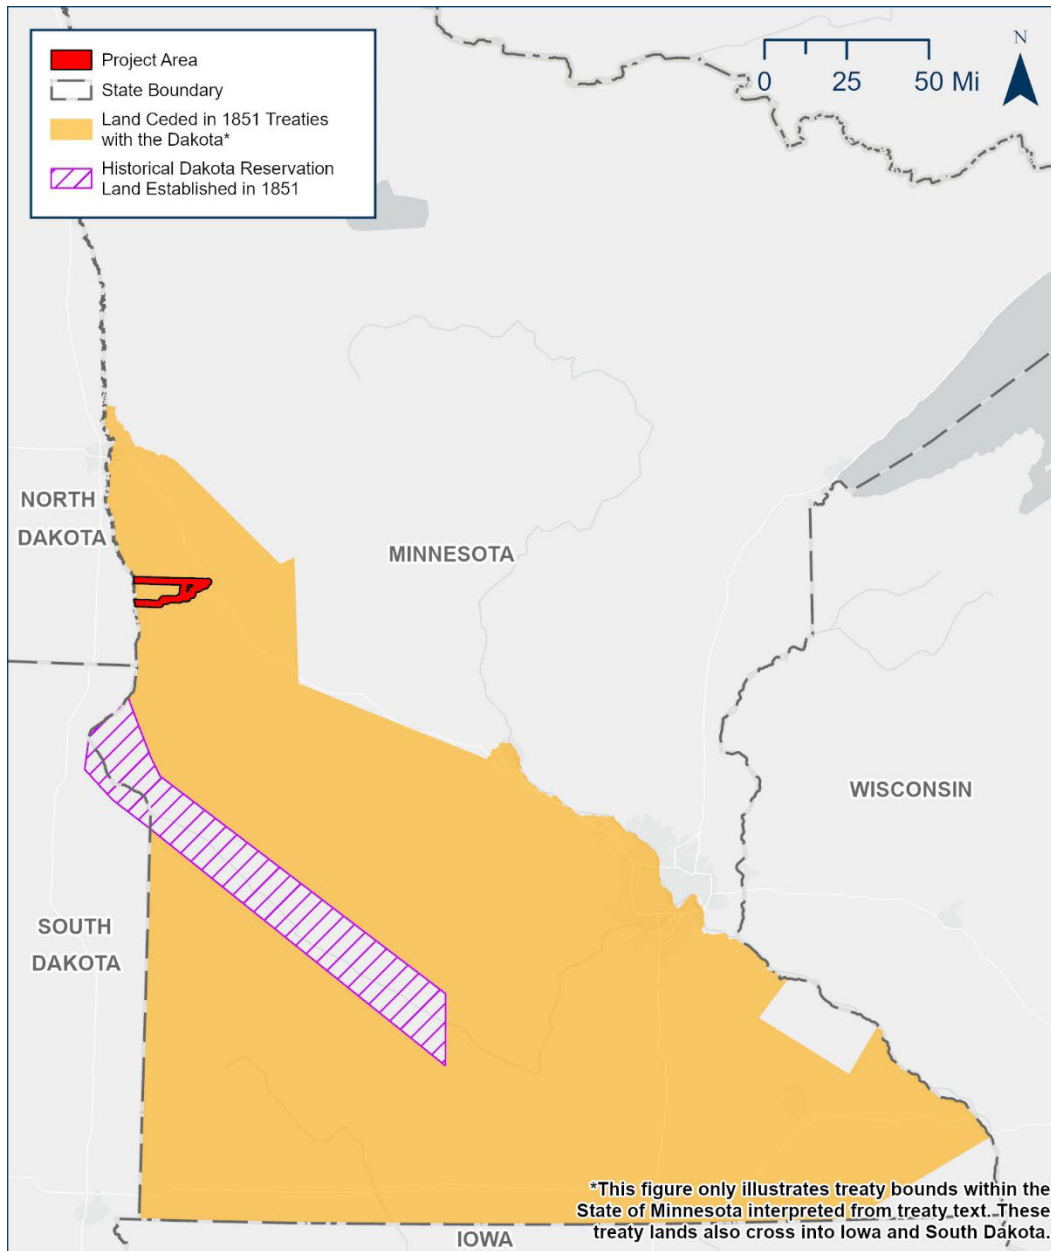 Project Area
State Boundary
Land Ceded in 1851 Treaties
with the Dakota*
Historical Dakota Reservation
Land Established in 1851
0 25 50 Mi
N
NORTH
DAKOTA
MINNESOTA
WISCONSIN
SOUTH
DAKOTA
*This figure only illustrates treaty bounds within the
State of Minnesota interpreted from treaty text. These
treaty lands also cross into Iowa and South Dakota.
IOWA